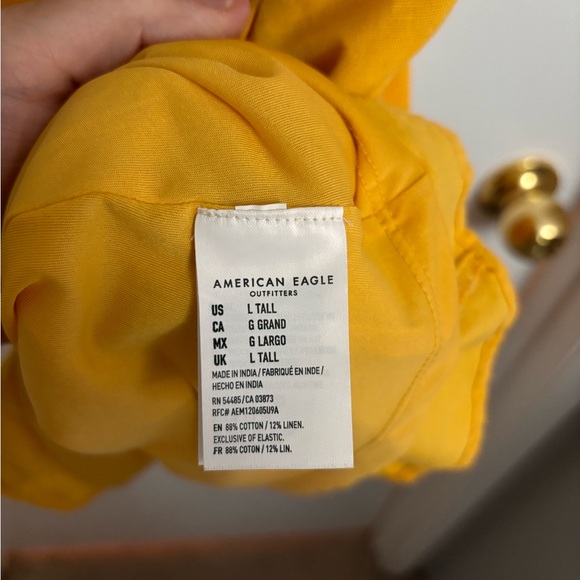 AMERICAN EAGLE
OUTFITTERS
US L TALL
CA G GRAND
MX G LARGO
UK L TALL
MADE IN INDIA / FABRIQUÉ EN INDE /
HECHO EN INDIA
RN 54485/CA 03873
RFC# AEM120605U9A
EN 88% COTTON / 12% LINEN.
EXCLUSIVE OF ELASTIC.
FR 88% COTON / 12% LIN.